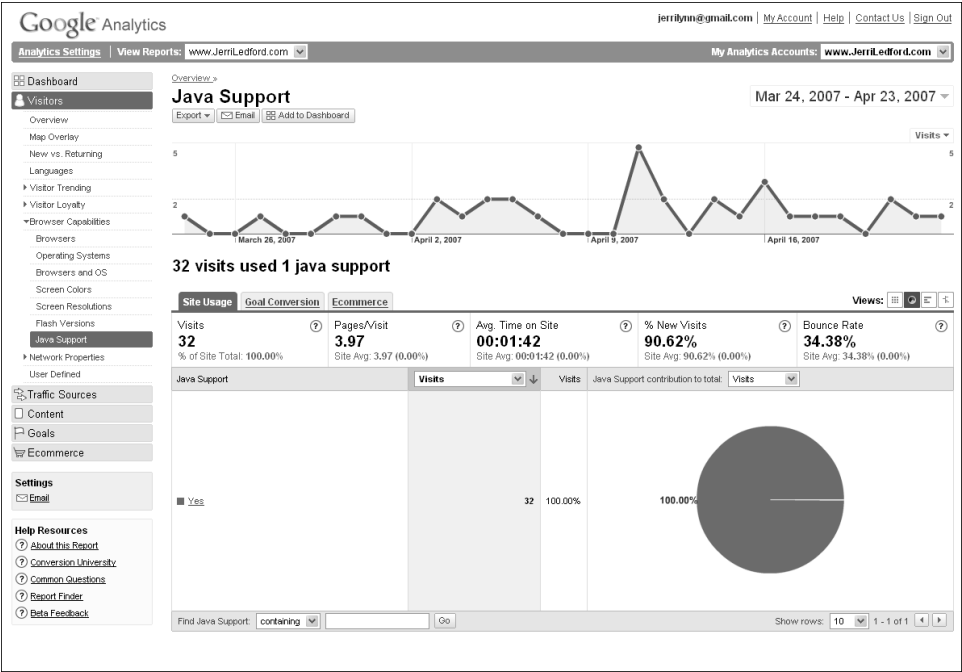 Google Analytics
jerrilynn@gmail.com | My Account | Help | Contact Us | Sign Out
Analytics Settings | View Reports: www.JerriLedford.com
My Analytics Accounts: www.JerriLedford.com
Dashboard
Visitors
Overview
Map Overlay
New vs. Returning
Languages
Visitor Trending
Visitor Loyalty
Browser Capabilities
Browsers
Operating Systems
Browsers and OS
Screen Colors
Screen Resolutions
Flash Versions
Java Support
Network Properties
User Defined
Traffic Sources
Content
Goals
Ecommerce
Settings
Email
Help Resources
? About this Report
? Conversion University
? Common Questions
? Report Finder
? Beta Feedback
Overview »
Java Support
Mar 24, 2007 - Apr 23, 2007
Export Email Add to Dashboard
Visits
5 5
2 2
March 26, 2007 April 2, 2007 April 9, 2007 April 16, 2007
32 visits used 1 java support
Site Usage Goal Conversion Ecommerce
Views:
Visits ? Pages/Visit ? Avg. Time on Site ? % New Visits ? Bounce Rate ?
32 3.97 00:01:42 90.62% 34.38%
% of Site Total: 100.00% Site Avg: 3.97 (0.00%) Site Avg: 00:01:42 (0.00%) Site Avg: 90.62% (0.00%) Site Avg: 34.38% (0.00%)
Java Support Visits Visits Java Support contribution to total: Visits
Yes 32 100.00% 100.00%
Find Java Support: containing Go Show rows: 10 1 - 1 of 1